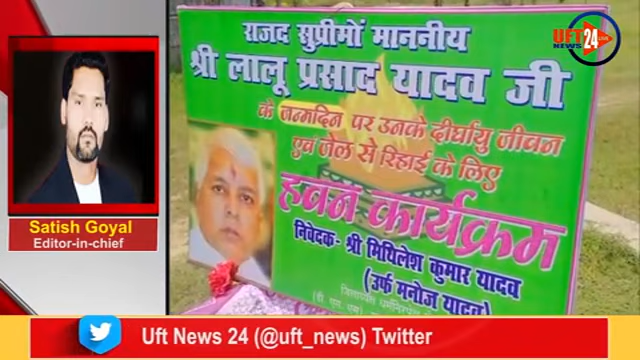 राजद सुप्रीमों माननीय
श्री लालू प्रसाद यादव जी
के जन्मदिन पर उनके दीर्घायु जीवन
एवं जेल से रिहाई के लिए
हवन कार्यक्रम
निवेदक- श्री मिथिलेश कुमार यादव
(उर्फ मनोज यादव)
UFT
NEWS
24
LIVE
Satish Goyal
Editor-in-chief
Uft News 24 (@uft_news) Twitter